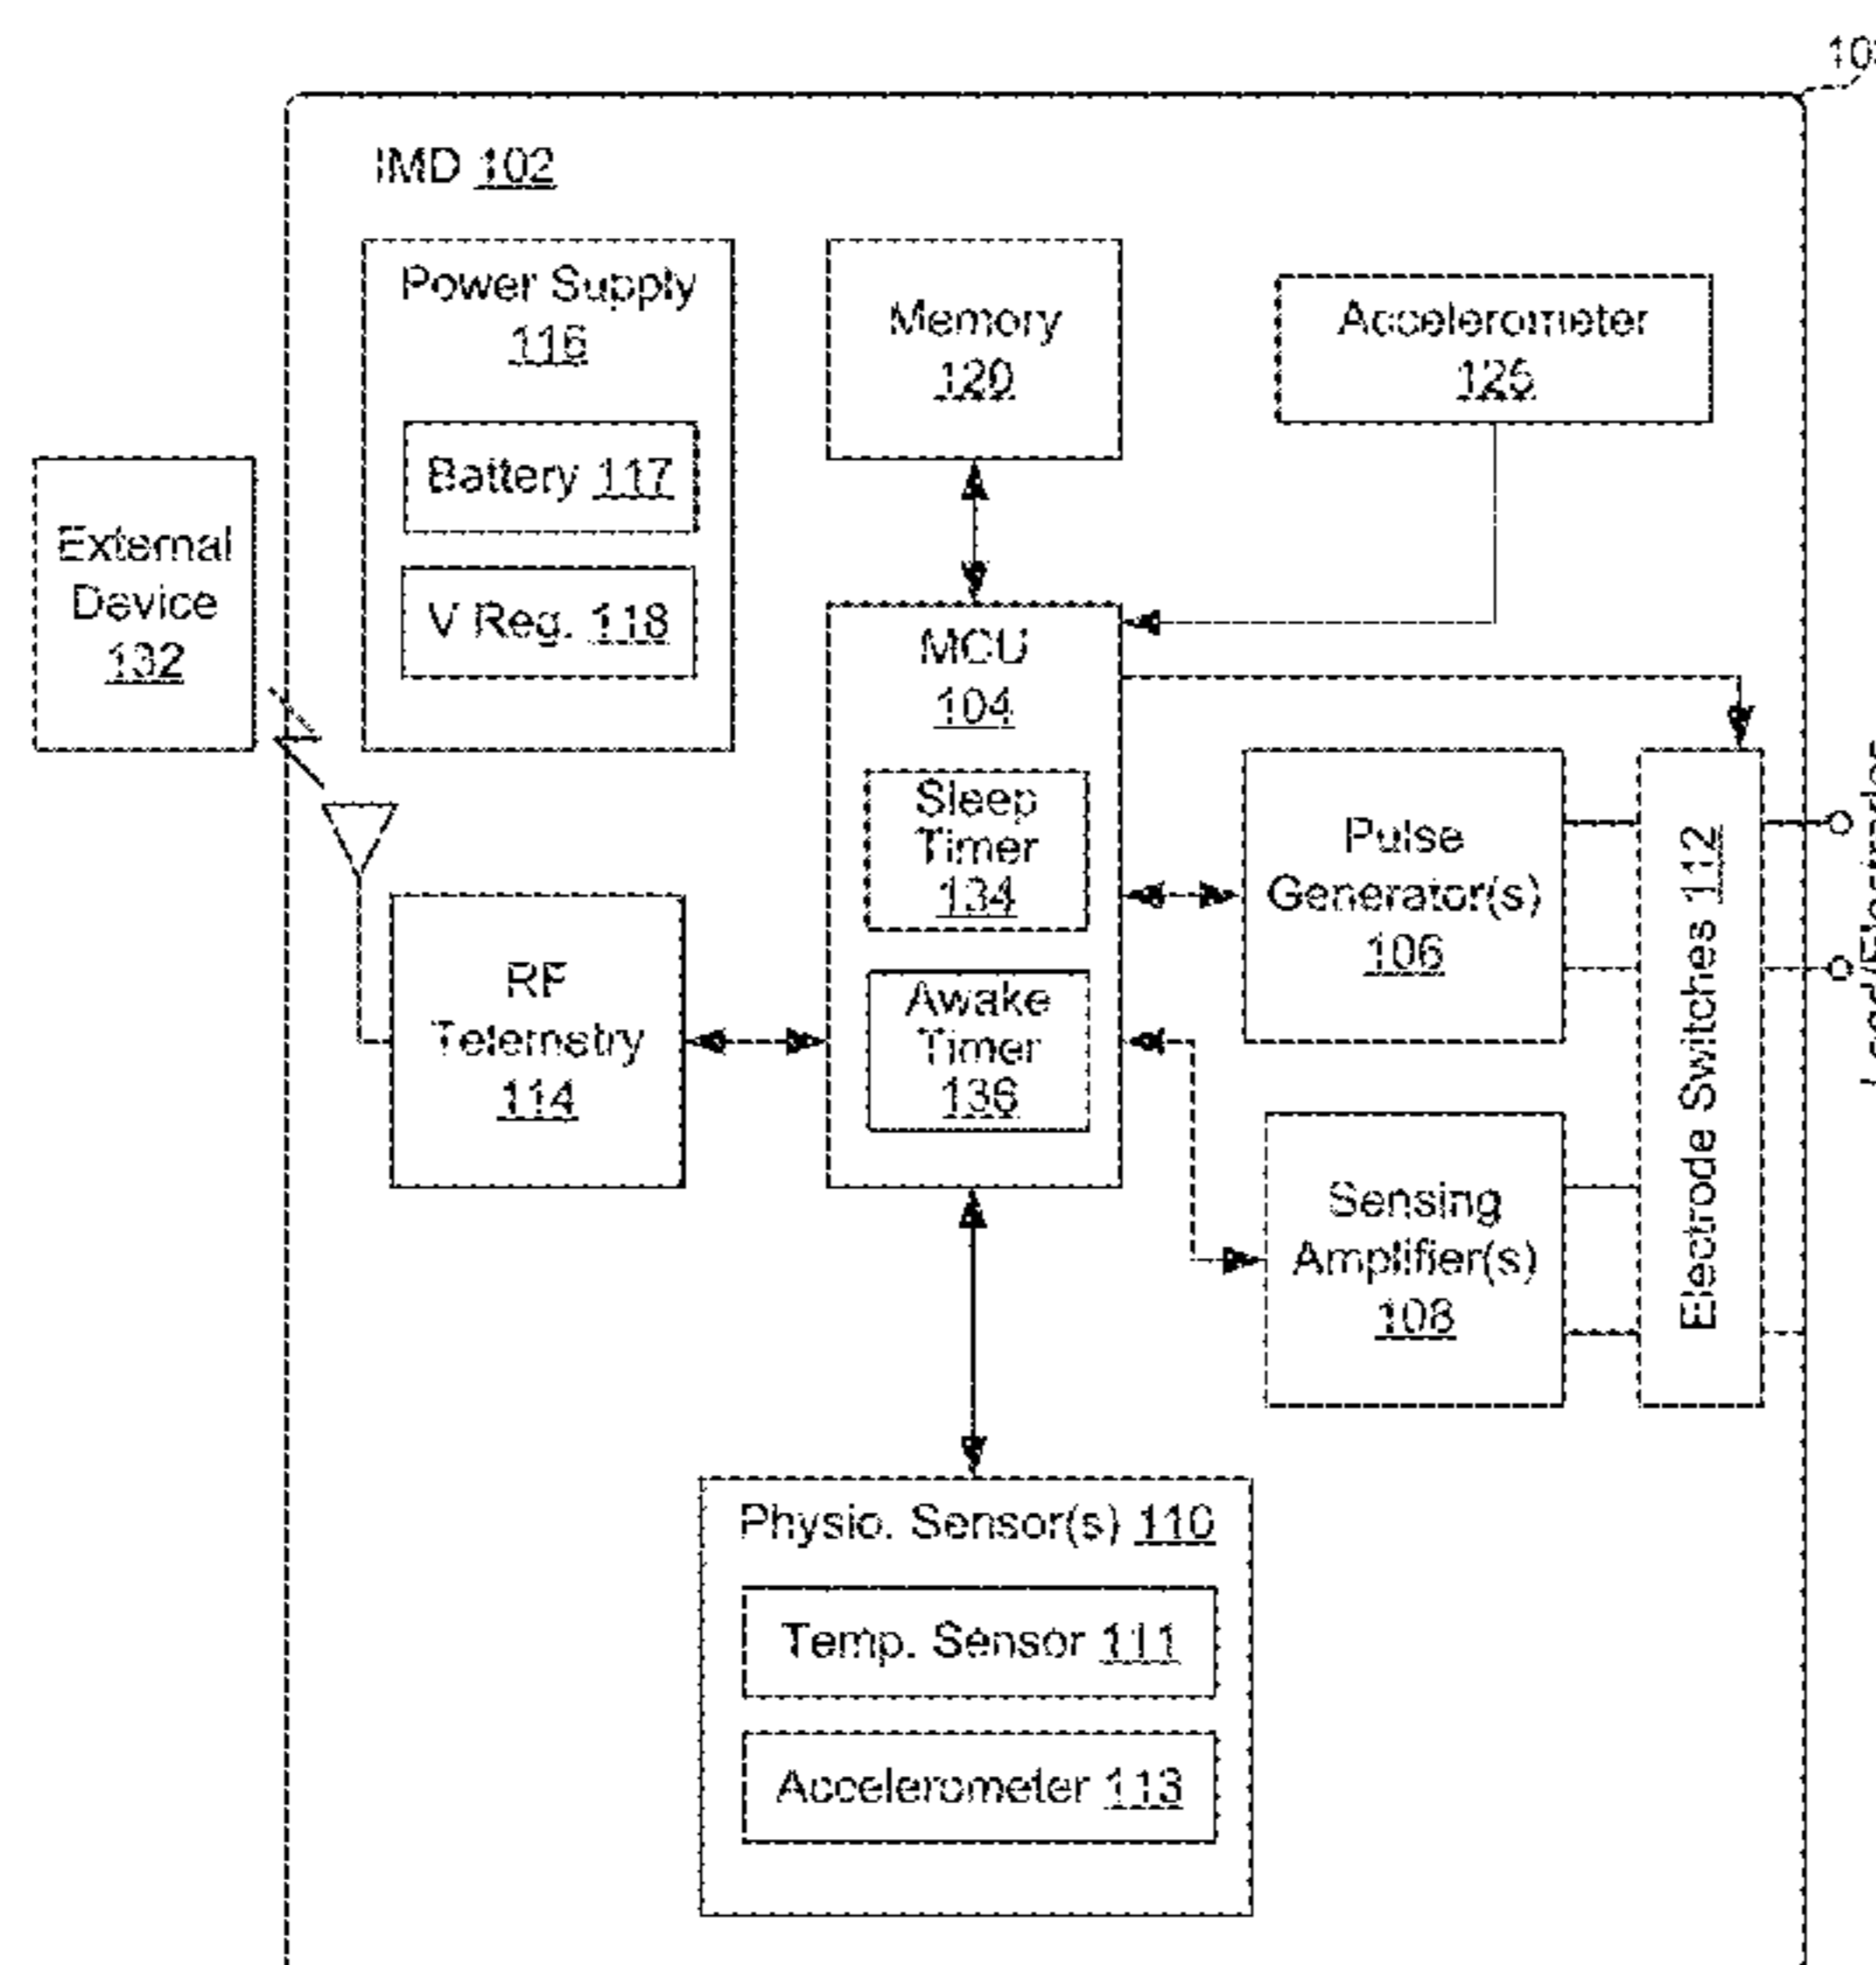 IMD 102
Power Supply
116
Battery 117
V Reg. 118
Memory
120
Accelerometer
126
External
Device
132
MCU
104
Sleep
Timer
134
Awake
Timer
136
RF
Telemetry
114
Pulse
Generator(s)
106
Sensing
Amplifier(s)
108
Electrode Switches 112
Physio. Sensor(s) 110
Temp. Sensor 111
Accelerometer 113